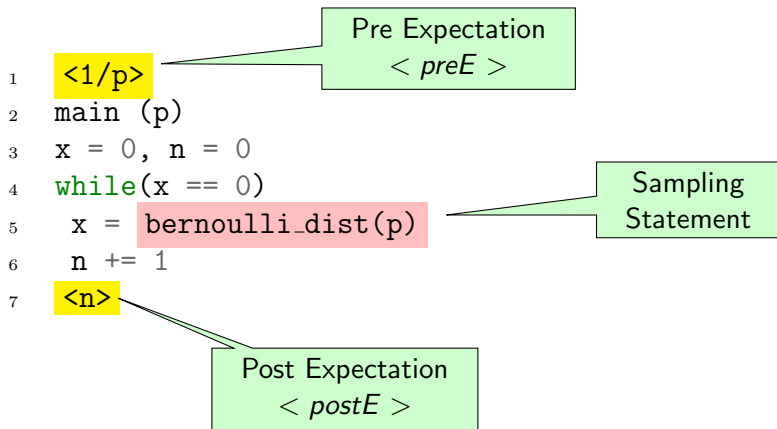 Pre Expectation
< preE >
1 <1/p>
2 main (p)
3 x = 0, n = 0
4 while(x == 0)
5 x = bernoulli_dist(p)
Sampling
Statement
6 n += 1
7 <n>
Post Expectation
< postE >